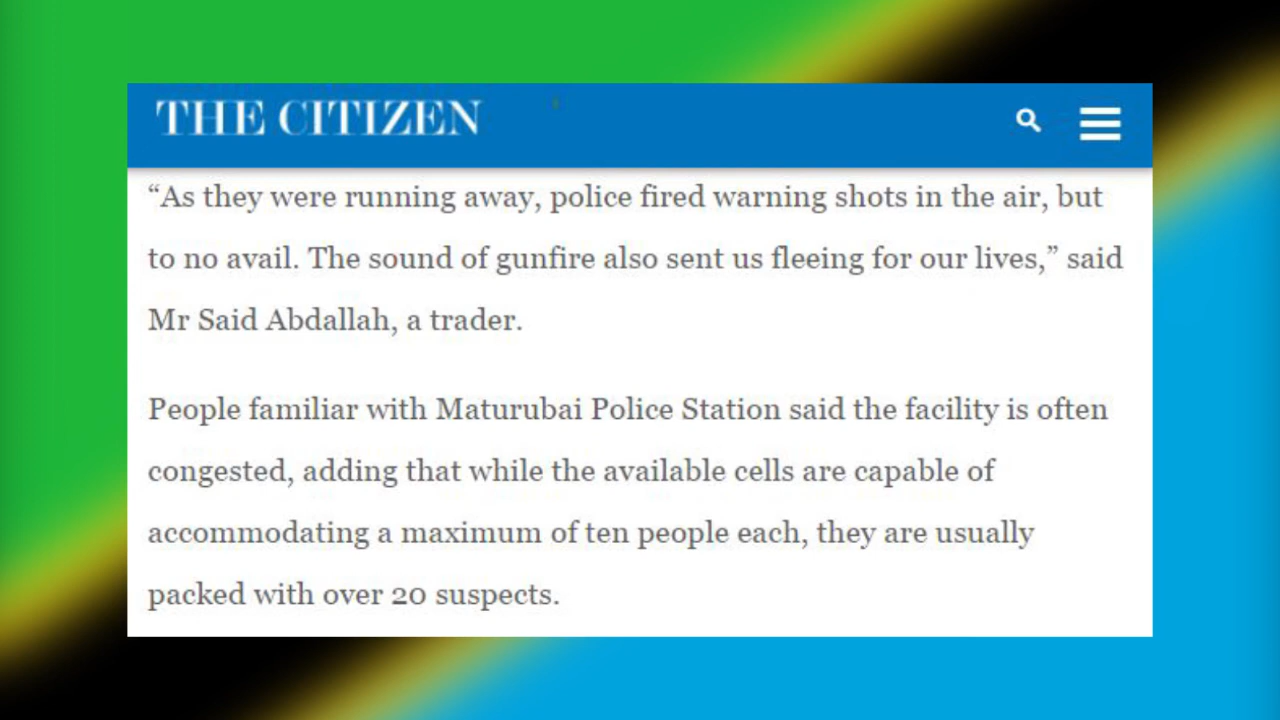 THE CITIZEN
“As they were running away, police fired warning shots in the air, but
to no avail. The sound of gunfire also sent us fleeing for our lives,” said
Mr Said Abdallah, a trader.
People familiar with Maturubai Police Station said the facility is often
congested, adding that while the available cells are capable of
accommodating a maximum of ten people each, they are usually
packed with over 20 suspects.